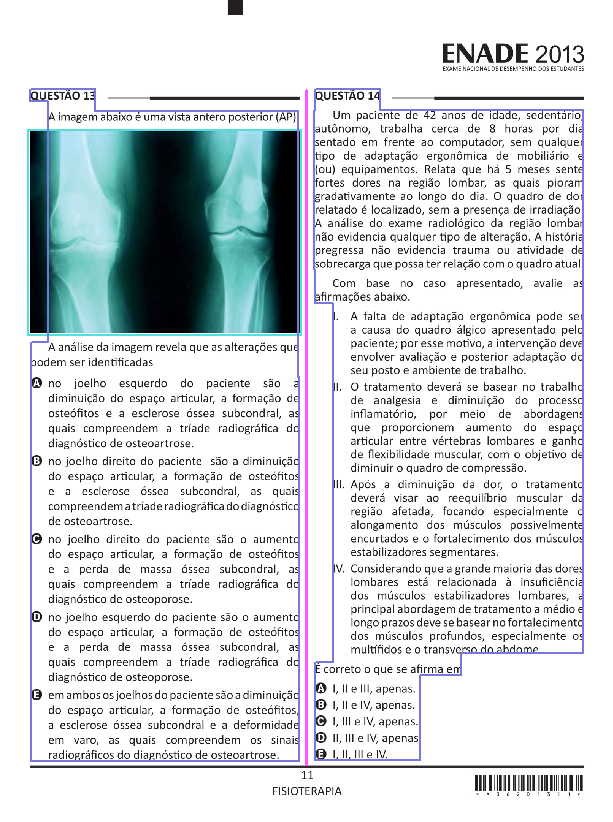 ENADE 2013
EXAME NACIONAL DE DESEMPENHO DOS ESTUDANTES
QUESTÃO 13
A imagem abaixo é uma vista antero posterior (AP)
A análise da imagem revela que as alterações que
podem ser identificadas
A no joelho esquerdo do paciente são a
diminuição do espaço articular, a formação de
osteófitos e a esclerose óssea subcondral, as
quais compreendem a tríade radiográfica do
diagnóstico de osteoartrose.
B no joelho direito do paciente são a diminuição
do espaço articular, a formação de osteófitos
e a esclerose óssea subcondral, as quais
compreendem a tríade radiográfica do diagnóstico
de osteoartrose.
C no joelho direito do paciente são o aumento
do espaço articular, a formação de osteófitos
e a perda de massa óssea subcondral, as
quais compreendem a tríade radiográfica do
diagnóstico de osteoporose.
D no joelho esquerdo do paciente são o aumento
do espaço articular, a formação de osteófitos
e a perda de massa óssea subcondral, as
quais compreendem a tríade radiográfica do
diagnóstico de osteoporose.
E em ambos os joelhos do paciente são a diminuição
do espaço articular, a formação de osteófitos,
a esclerose óssea subcondral e a deformidade
em varo, as quais compreendem os sinais
radiográficos do diagnóstico de osteoartrose.
QUESTÃO 14
Um paciente de 42 anos de idade, sedentário,
autônomo, trabalha cerca de 8 horas por dia
sentado em frente ao computador, sem qualquer
tipo de adaptação ergonômica de mobiliário e
(ou) equipamentos. Relata que há 5 meses sente
fortes dores na região lombar, as quais pioram
gradativamente ao longo do dia. O quadro de dor
relatado é localizado, sem a presença de irradiação.
A análise do exame radiológico da região lombar
não evidencia qualquer tipo de alteração. A história
pregressa não evidencia trauma ou atividade de
sobrecarga que possa ter relação com o quadro atual.
Com base no caso apresentado, avalie as
afirmações abaixo.
I. A falta de adaptação ergonômica pode ser
a causa do quadro álgico apresentado pelo
paciente; por esse motivo, a intervenção deve
envolver avaliação e posterior adaptação do
seu posto e ambiente de trabalho.
II. O tratamento deverá se basear no trabalho
de analgesia e diminuição do processo
inflamatório, por meio de abordagens
que proporcionem aumento do espaço
articular entre vértebras lombares e ganho
de flexibilidade muscular, com o objetivo de
diminuir o quadro de compressão.
III. Após a diminuição da dor, o tratamento
deverá visar ao reequilíbrio muscular da
região afetada, focando especialmente o
alongamento dos músculos possivelmente
encurtados e o fortalecimento dos músculos
estabilizadores segmentares.
IV. Considerando que a grande maioria das dores
lombares está relacionada à insuficiência
dos músculos estabilizadores lombares, a
principal abordagem de tratamento a médio e
longo prazos deve se basear no fortalecimento
dos músculos profundos, especialmente os
multífidos e o transverso do abdome.
É correto o que se afirma em
A I, II e III, apenas.
B I, II e IV, apenas.
C I, III e IV, apenas.
D II, III e IV, apenas
E I, II, III e IV.
11
FISIOTERAPIA